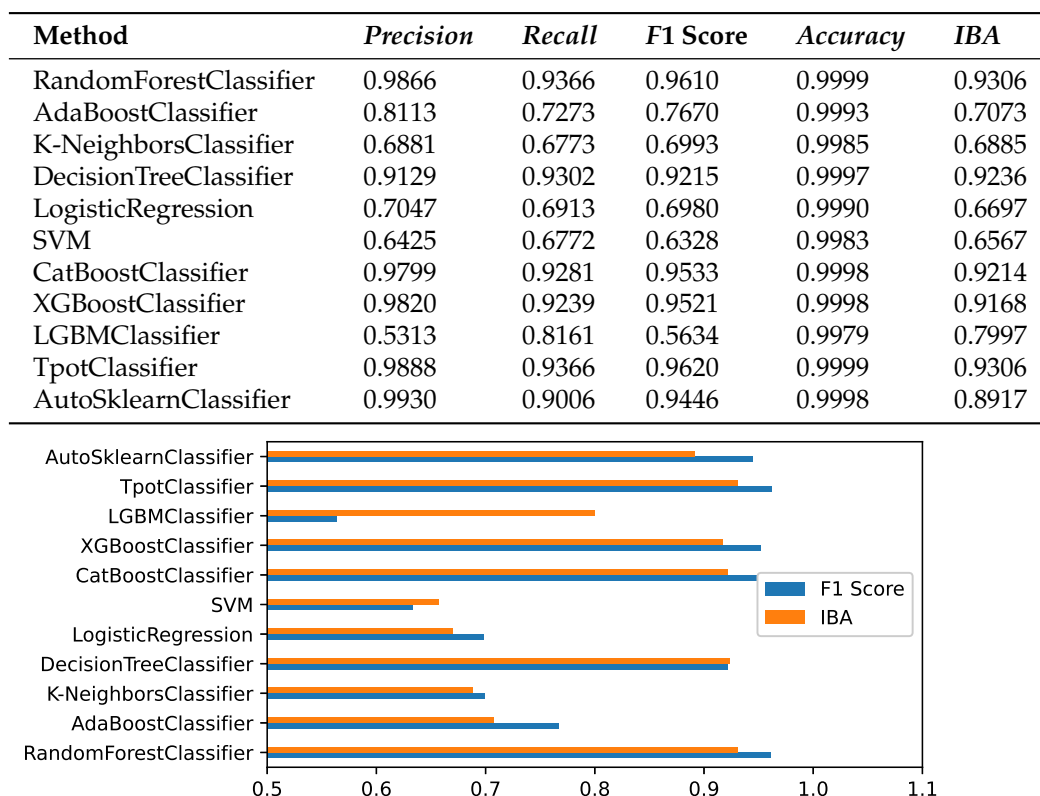 Method Precision Recall F1 Score Accuracy IBA
RandomForestClassifier 0.9866 0.9366 0.9610 0.9999 0.9306
AdaBoostClassifier 0.8113 0.7273 0.7670 0.9993 0.7073
K-NeighborsClassifier 0.6881 0.6773 0.6993 0.9985 0.6885
DecisionTreeClassifier 0.9129 0.9302 0.9215 0.9997 0.9236
LogisticRegression 0.7047 0.6913 0.6980 0.9990 0.6697
SVM 0.6425 0.6772 0.6328 0.9983 0.6567
CatBoostClassifier 0.9799 0.9281 0.9533 0.9998 0.9214
XGBoostClassifier 0.9820 0.9239 0.9521 0.9998 0.9168
LGBMClassifier 0.5313 0.8161 0.5634 0.9979 0.7997
TpotClassifier 0.9888 0.9366 0.9620 0.9999 0.9306
AutoSklearnClassifier 0.9930 0.9006 0.9446 0.9998 0.8917
AutoSklearnClassifier
TpotClassifier
LGBMClassifier
XGBoostClassifier
CatBoostClassifier
F1 Score
SVM
IBA
LogisticRegression
DecisionTreeClassifier
K-NeighborsClassifier
AdaBoostClassifier
RandomForestClassifier
0.5 0.6 0.7 0.8 0.9 1.0 1.1